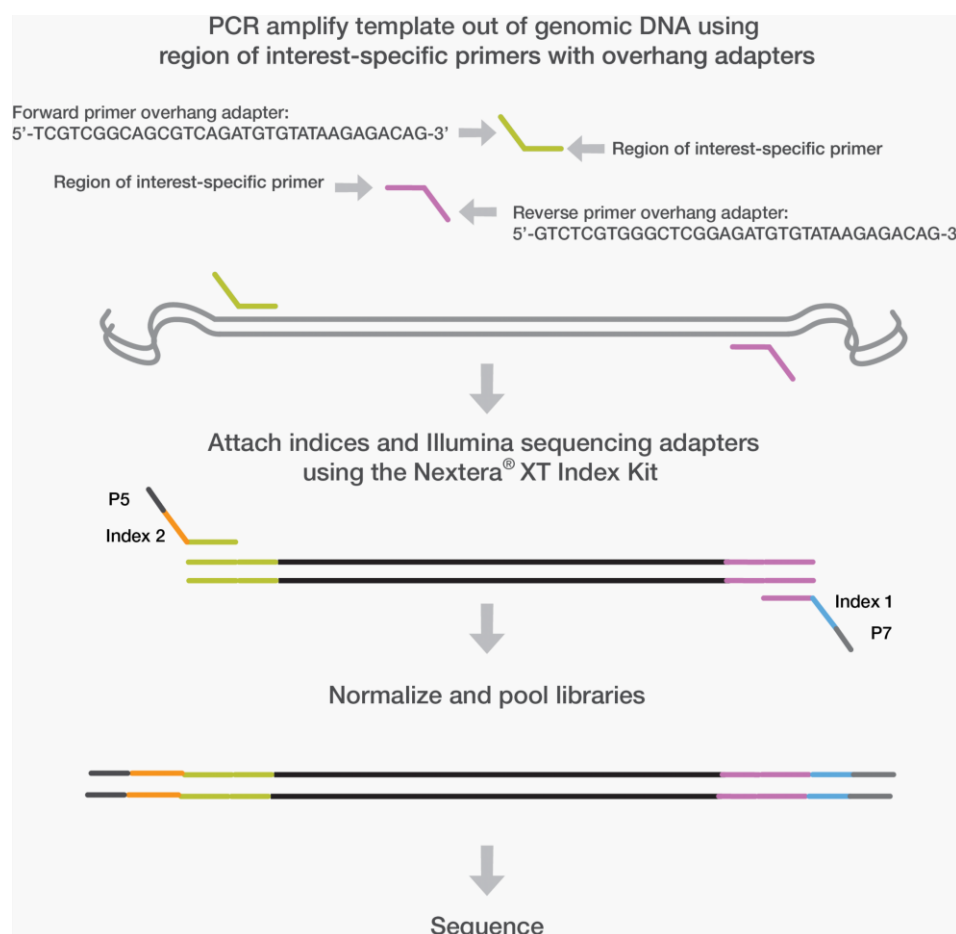 PCR amplify template out of genomic DNA using
region of interest-specific primers with overhang adapters
Forward primer overhang adapter:
5’-TCGTCGGCAGCGTCAGATGTGTATAAGAGACAG-3’
Region of interest-specific primer
Region of interest-specific primer
Reverse primer overhang adapter:
5’-GTCTCGTGGGCTCGGAGATGTGTATAAGAGACAG-3
Attach indices and Illumina sequencing adapters
using the Nextera® XT Index Kit
P5
Index 2
Index 1
P7
Normalize and pool libraries
Sequence